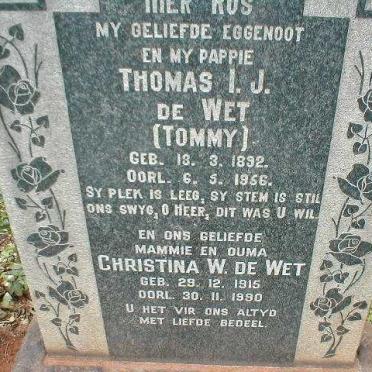 HIER RUS
MY GELIEFDE EGGENOOT
EN MY PAPPIE
THOMAS I. J.
DE WET
(TOMMY)
GEB. 13. 3. 1892.
OORL. 6. 5. 1956.
SY PLEK IS LEEG, SY STEM IS STIL
ONS SWYG, O HEER, DIT WAS U WIL.
EN ONS GELIEFDE
MAMMIE EN OUMA
CHRISTINA W. DE WET
GEB. 29. 12. 1915
OORL. 30. 11. 1990
U HET VIR ONS ALTYD
MET LIEFDE BEDEEL.